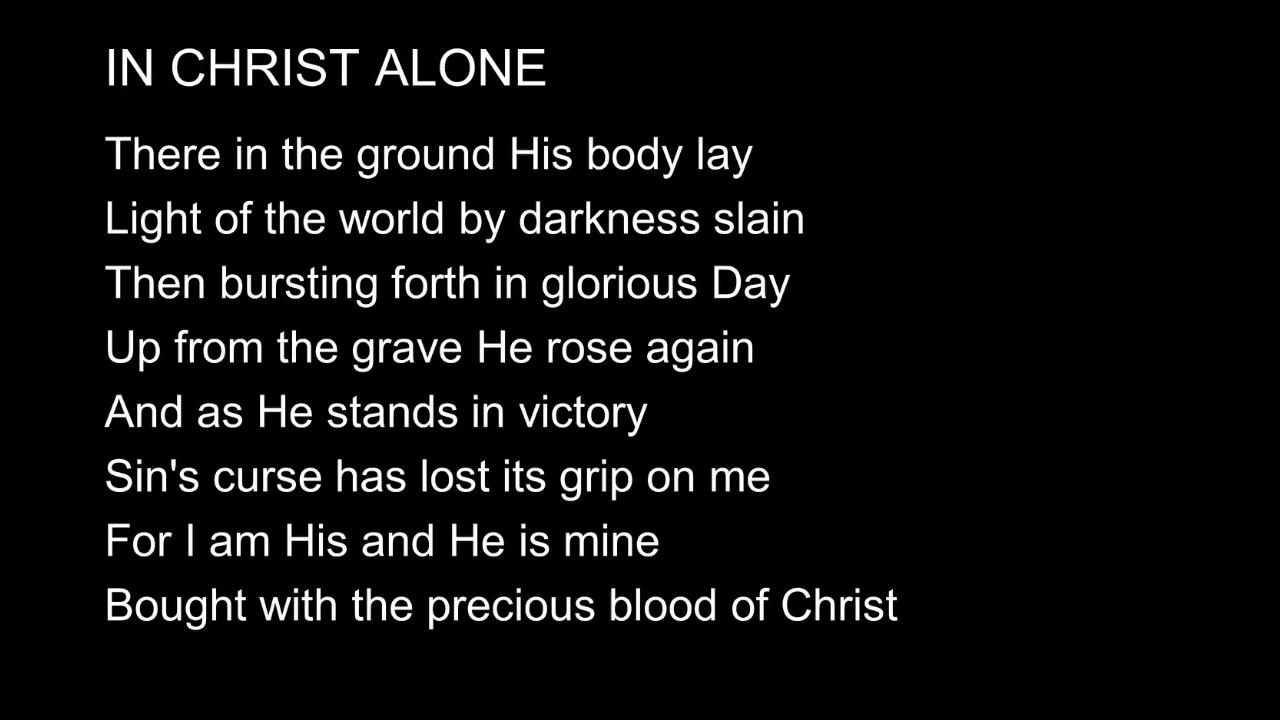 IN CHRIST ALONE
There in the ground His body lay
Light of the world by darkness slain
Then bursting forth in glorious Day
Up from the grave He rose again
And as He stands in victory
Sin's curse has lost its grip on me
For I am His and He is mine
Bought with the precious blood of Christ